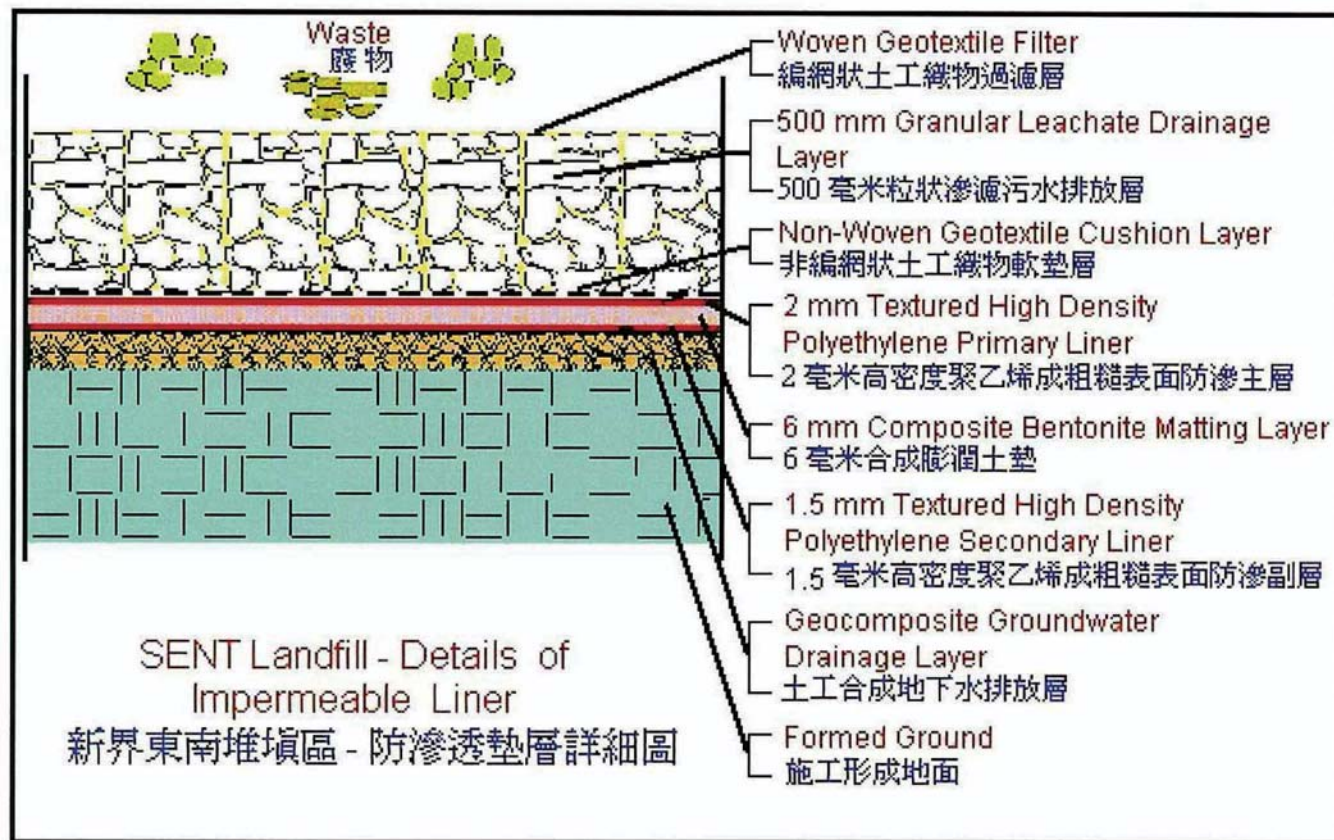 Waste
廢物
Woven Geotextile Filter
編網狀土工織物過濾層
500 mm Granular Leachate Drainage
Layer
500 毫米粒狀滲濾污水排放層
Non-Woven Geotextile Cushion Layer
非編網狀土工織物軟墊層
2 mm Textured High Density
Polyethylene Primary Liner
2 毫米高密度聚乙烯成粗糙表面防滲主層
6 mm Composite Bentonite Matting Layer
6 毫米合成膨潤土墊
1.5 mm Textured High Density
Polyethylene Secondary Liner
1.5 毫米高密度聚乙烯成粗糙表面防滲副層
Geocomposite Groundwater
Drainage Layer
土工合成地下水排放層
Formed Ground
施工形成地面
SENT Landfill - Details of
Impermeable Liner
新界東南堆填區 - 防滲透墊層詳細圖